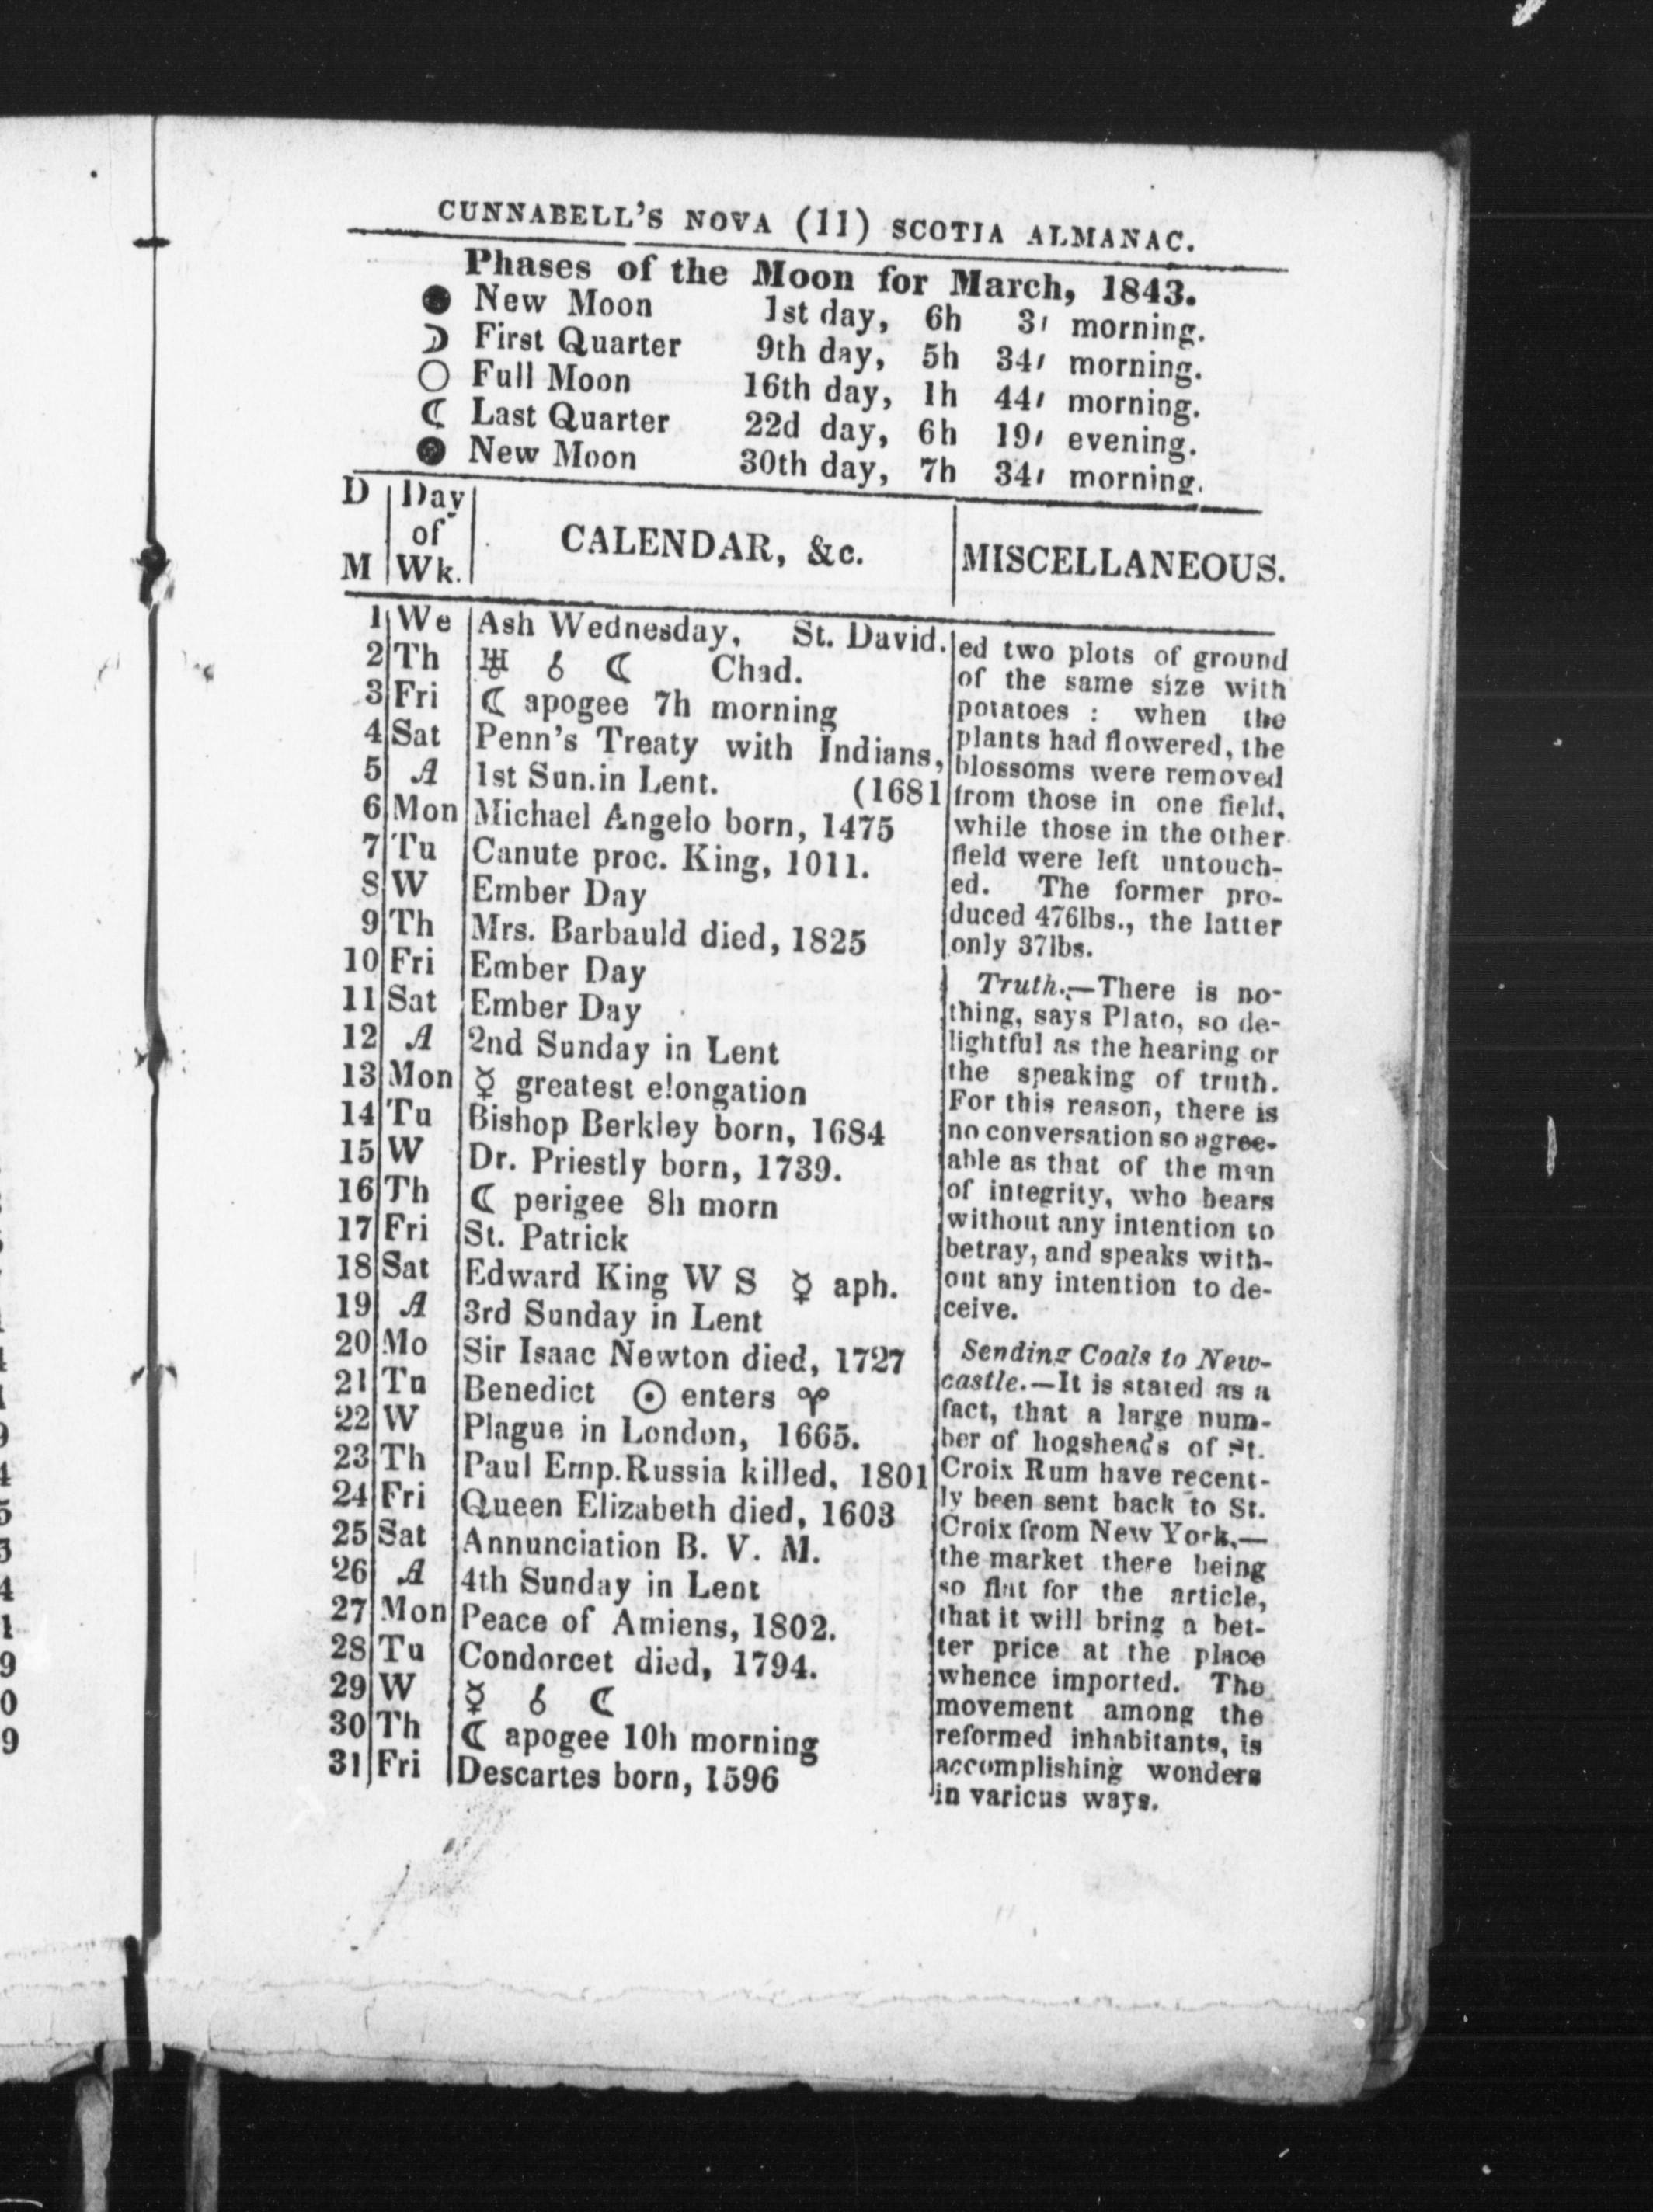 CUNNABELL'S NOVA (11) SCOTIA ALMANAC.
Phases of the Moon for March, 1843.
● New Moon 1st day, 6h 3′ morning.
☽ First Quarter 9th day, 5h 34′ morning.
○ Full Moon 16th day, 1h 44′ morning.
☾ Last Quarter 22d day, 6h 19′ evening.
● New Moon 30th day, 7h 34′ morning.
D Day
of
M Wk.
CALENDAR, &c.
MISCELLANEOUS.
1 We Ash Wednesday, St. David.
2 Th ♅ ☌ ☾ Chad.
3 Fri ☾ apogee 7h morning
4 Sat Penn's Treaty with Indians,
5 A 1st Sun.in Lent. (1681
6 Mon Michael Angelo born, 1475
7 Tu Canute proc. King, 1011.
8 W Ember Day
9 Th Mrs. Barbauld died, 1825
10 Fri Ember Day
11 Sat Ember Day
12 A 2nd Sunday in Lent
13 Mon ☿ greatest elongation
14 Tu Bishop Berkley born, 1684
15 W Dr. Priestly born, 1739.
16 Th ☾ perigee 8h morn
17 Fri St. Patrick
18 Sat Edward King W S ☿ aph.
19 A 3rd Sunday in Lent
20 Mo Sir Isaac Newton died, 1727
21 Tu Benedict ☉ enters ♈
22 W Plague in London, 1665.
23 Th Paul Emp.Russia killed, 1801
24 Fri Queen Elizabeth died, 1603
25 Sat Annunciation B. V. M.
26 A 4th Sunday in Lent
27 Mon Peace of Amiens, 1802.
28 Tu Condorcet died, 1794.
29 W ☿ ☌ ☾
30 Th ☾ apogee 10h morning
31 Fri Descartes born, 1596
ed two plots of ground
of the same size with
potatoes : when the
plants had flowered, the
blossoms were removed
from those in one field,
while those in the other
field were left untouch-
ed. The former pro-
duced 476lbs., the latter
only 37lbs.
Truth.—There is no-
thing, says Plato, so de-
lightful as the hearing or
the speaking of truth.
For this reason, there is
no conversation so agree-
able as that of the man
of integrity, who hears
without any intention to
betray, and speaks with-
out any intention to de-
ceive.
Sending Coals to New-
castle.—It is stated as a
fact, that a large num-
ber of hogsheads of St.
Croix Rum have recent-
ly been sent back to St.
Croix from New York,—
the market there being
so flat for the article,
that it will bring a bet-
ter price at the place
whence imported. The
movement among the
reformed inhabitants, is
accomplishing wonders
in various ways.